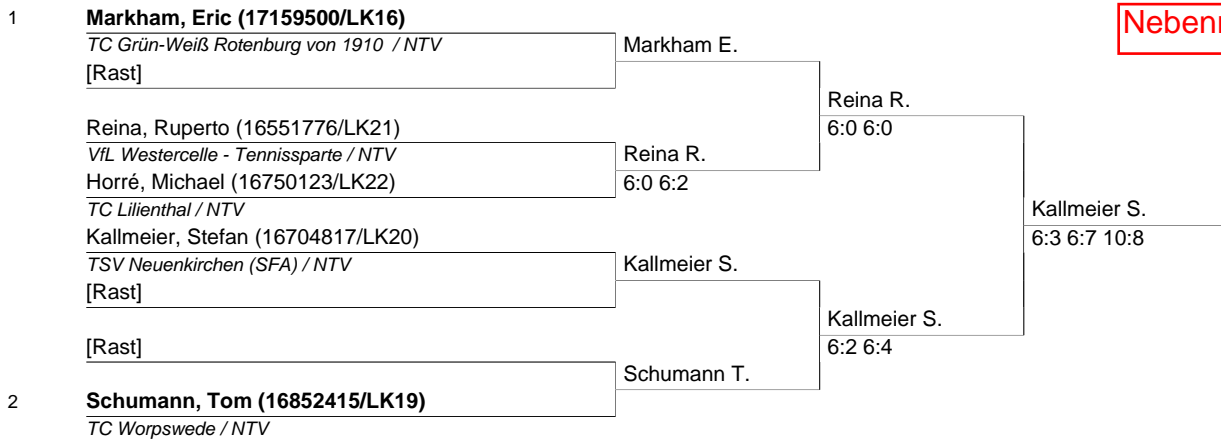 1 Markham, Eric (17159500/LK16)
TC Grün-Weiß Rotenburg von 1910 / NTV
[Rast]
Reina, Ruperto (16551776/LK21)
VfL Westercelle - Tennissparte / NTV
Horré, Michael (16750123/LK22)
TC Lilienthal / NTV
Kallmeier, Stefan (16704817/LK20)
TSV Neuenkirchen (SFA) / NTV
[Rast]
[Rast]
2 Schumann, Tom (16852415/LK19)
TC Worpswede / NTV
Markham E.
Reina R.
6:0 6:2
Kallmeier S.
Schumann T.
Reina R.
6:0 6:0
Kallmeier S.
6:2 6:4
Kallmeier S.
6:3 6:7 10:8